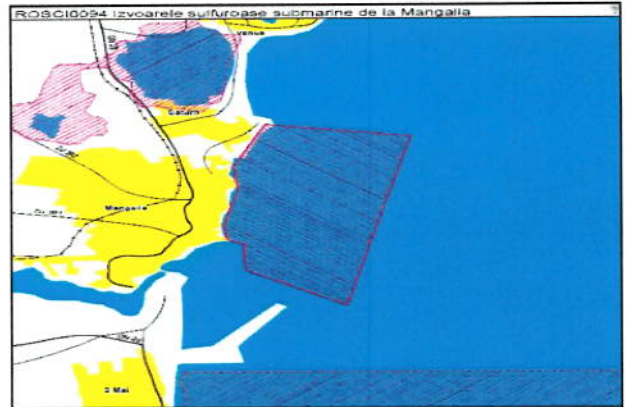 ROSCI0094 Izvoarele sulfuroase submarine de la Mangalia
Venus
Saturn
Mangalia
2 Mai